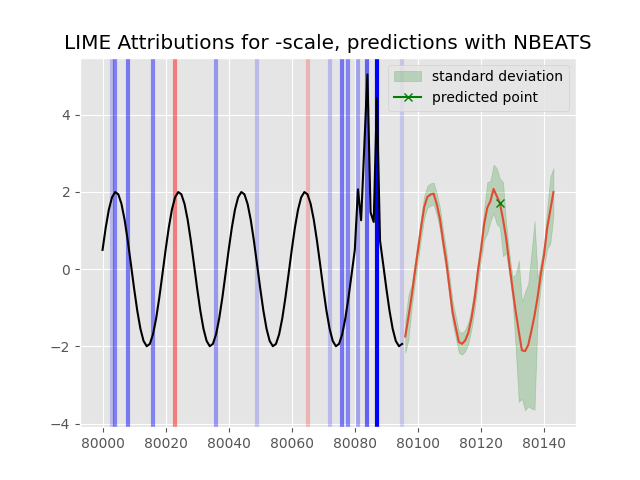 LIME Attributions for -scale, predictions with NBEATS
standard deviation
predicted point
4
2
0
−2
−4
80000 80020 80040 80060 80080 80100 80120 80140